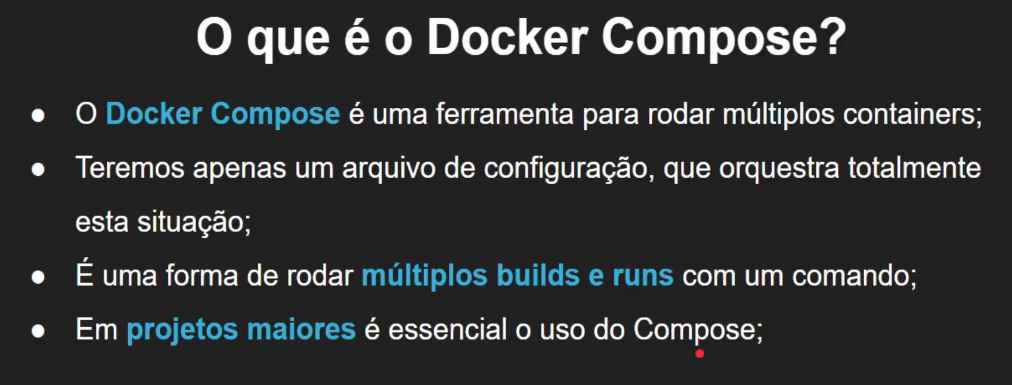 O que é o Docker Compose?
● O Docker Compose é uma ferramenta para rodar múltiplos containers;
● Teremos apenas um arquivo de configuração, que orquestra totalmente
esta situação;
● É uma forma de rodar múltiplos builds e runs com um comando;
● Em projetos maiores é essencial o uso do Compose;